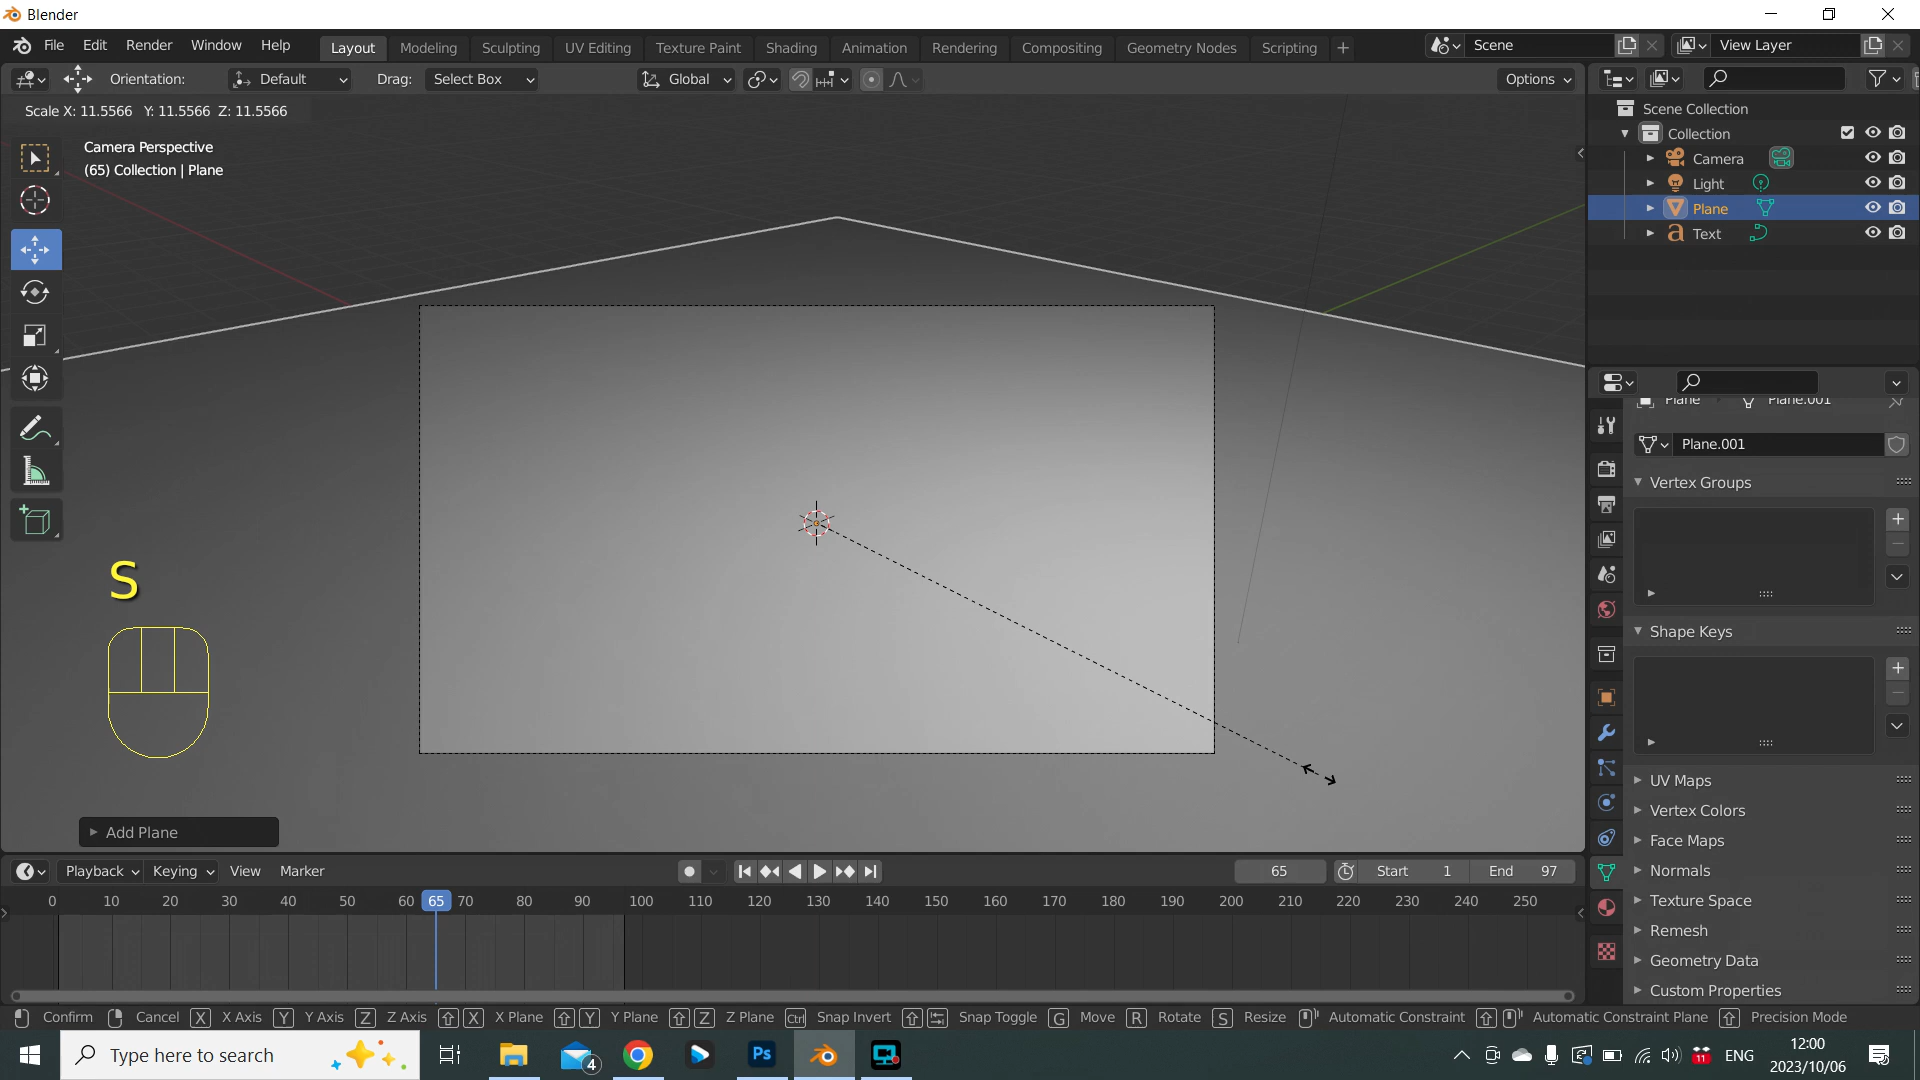 Blender
File Edit Render Window Help
Layout Modeling Sculpting UV Editing Texture Paint Shading Animation Rendering Compositing Geometry Nodes Scripting +
Scene
View Layer
Orientation: Default Drag: Select Box Global Options
Scale X: 11.5566 Y: 11.5566 Z: 11.5566
Camera Perspective
(65) Collection | Plane
Scene Collection
Collection
Camera
Light
Plane
Text
Plane Plane.001
Plane.001
Vertex Groups
Shape Keys
UV Maps
Vertex Colors
Face Maps
Normals
Texture Space
Remesh
Geometry Data
Custom Properties
S
Add Plane
Playback Keying View Marker 65 Start 1 End 97
0 10 20 30 40 50 60 65 70 80 90 100 110 120 130 140 150 160 170 180 190 200 210 220 230 240 250
Confirm Cancel X X Axis Y Y Axis Z Z Axis X X Plane Y Y Plane Z Z Plane Ctrl Snap Invert Snap Toggle G Move R Rotate S Resize Automatic Constraint Automatic Constraint Plane Precision Mode
Type here to search
4
Ps
11
ENG
12:00
2023/10/06